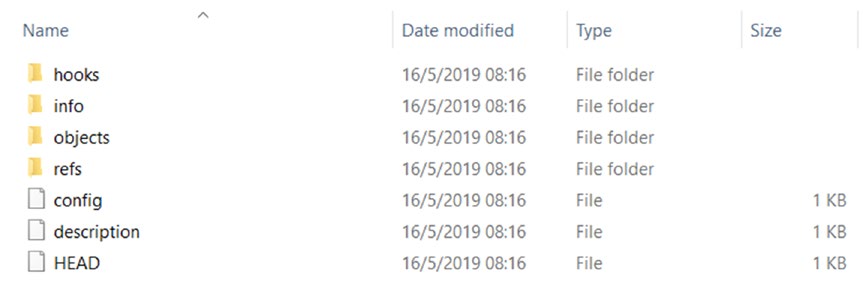 Name Date modified Type Size
hooks 16/5/2019 08:16 File folder
info 16/5/2019 08:16 File folder
objects 16/5/2019 08:16 File folder
refs 16/5/2019 08:16 File folder
config 16/5/2019 08:16 File 1 KB
description 16/5/2019 08:16 File 1 KB
HEAD 16/5/2019 08:16 File 1 KB